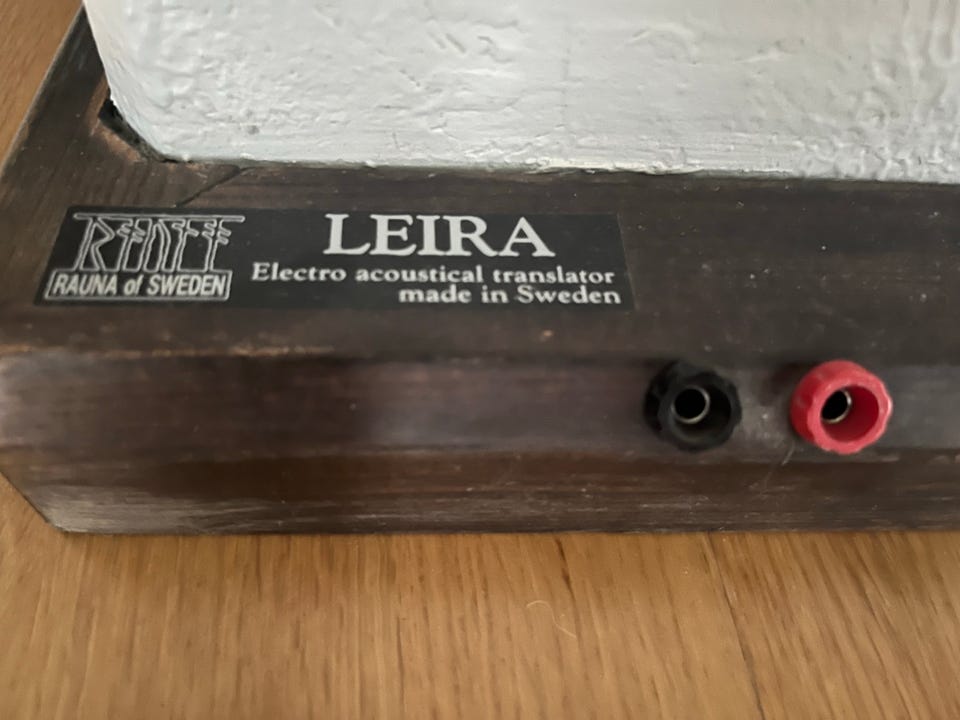 LEIRA
RAUNA of SWEDEN
Electro acoustical translator
made in Sweden